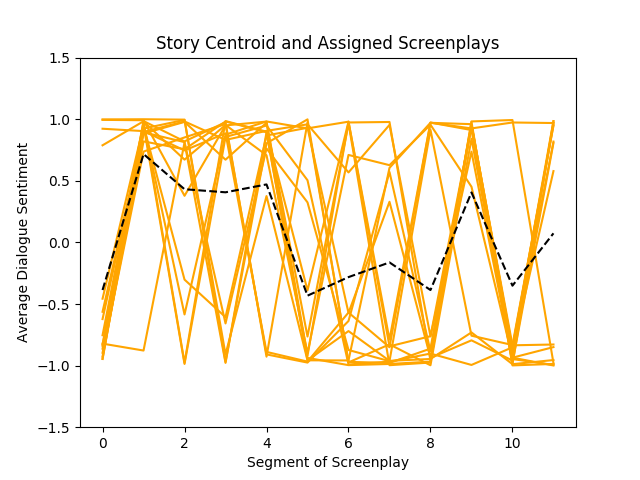 Story Centroid and Assigned Screenplays
1.5
1.0
0.5
0.0
−0.5
−1.0
−1.5
Average Dialogue Sentiment
0 2 4 6 8 10
Segment of Screenplay